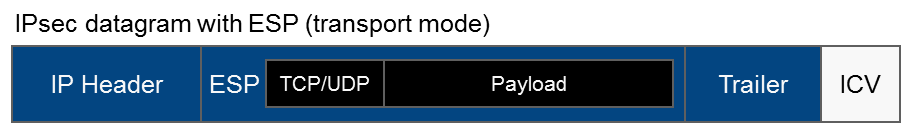 IPsec datagram with ESP (transport mode)
IP Header ESP TCP/UDP Payload Trailer ICV